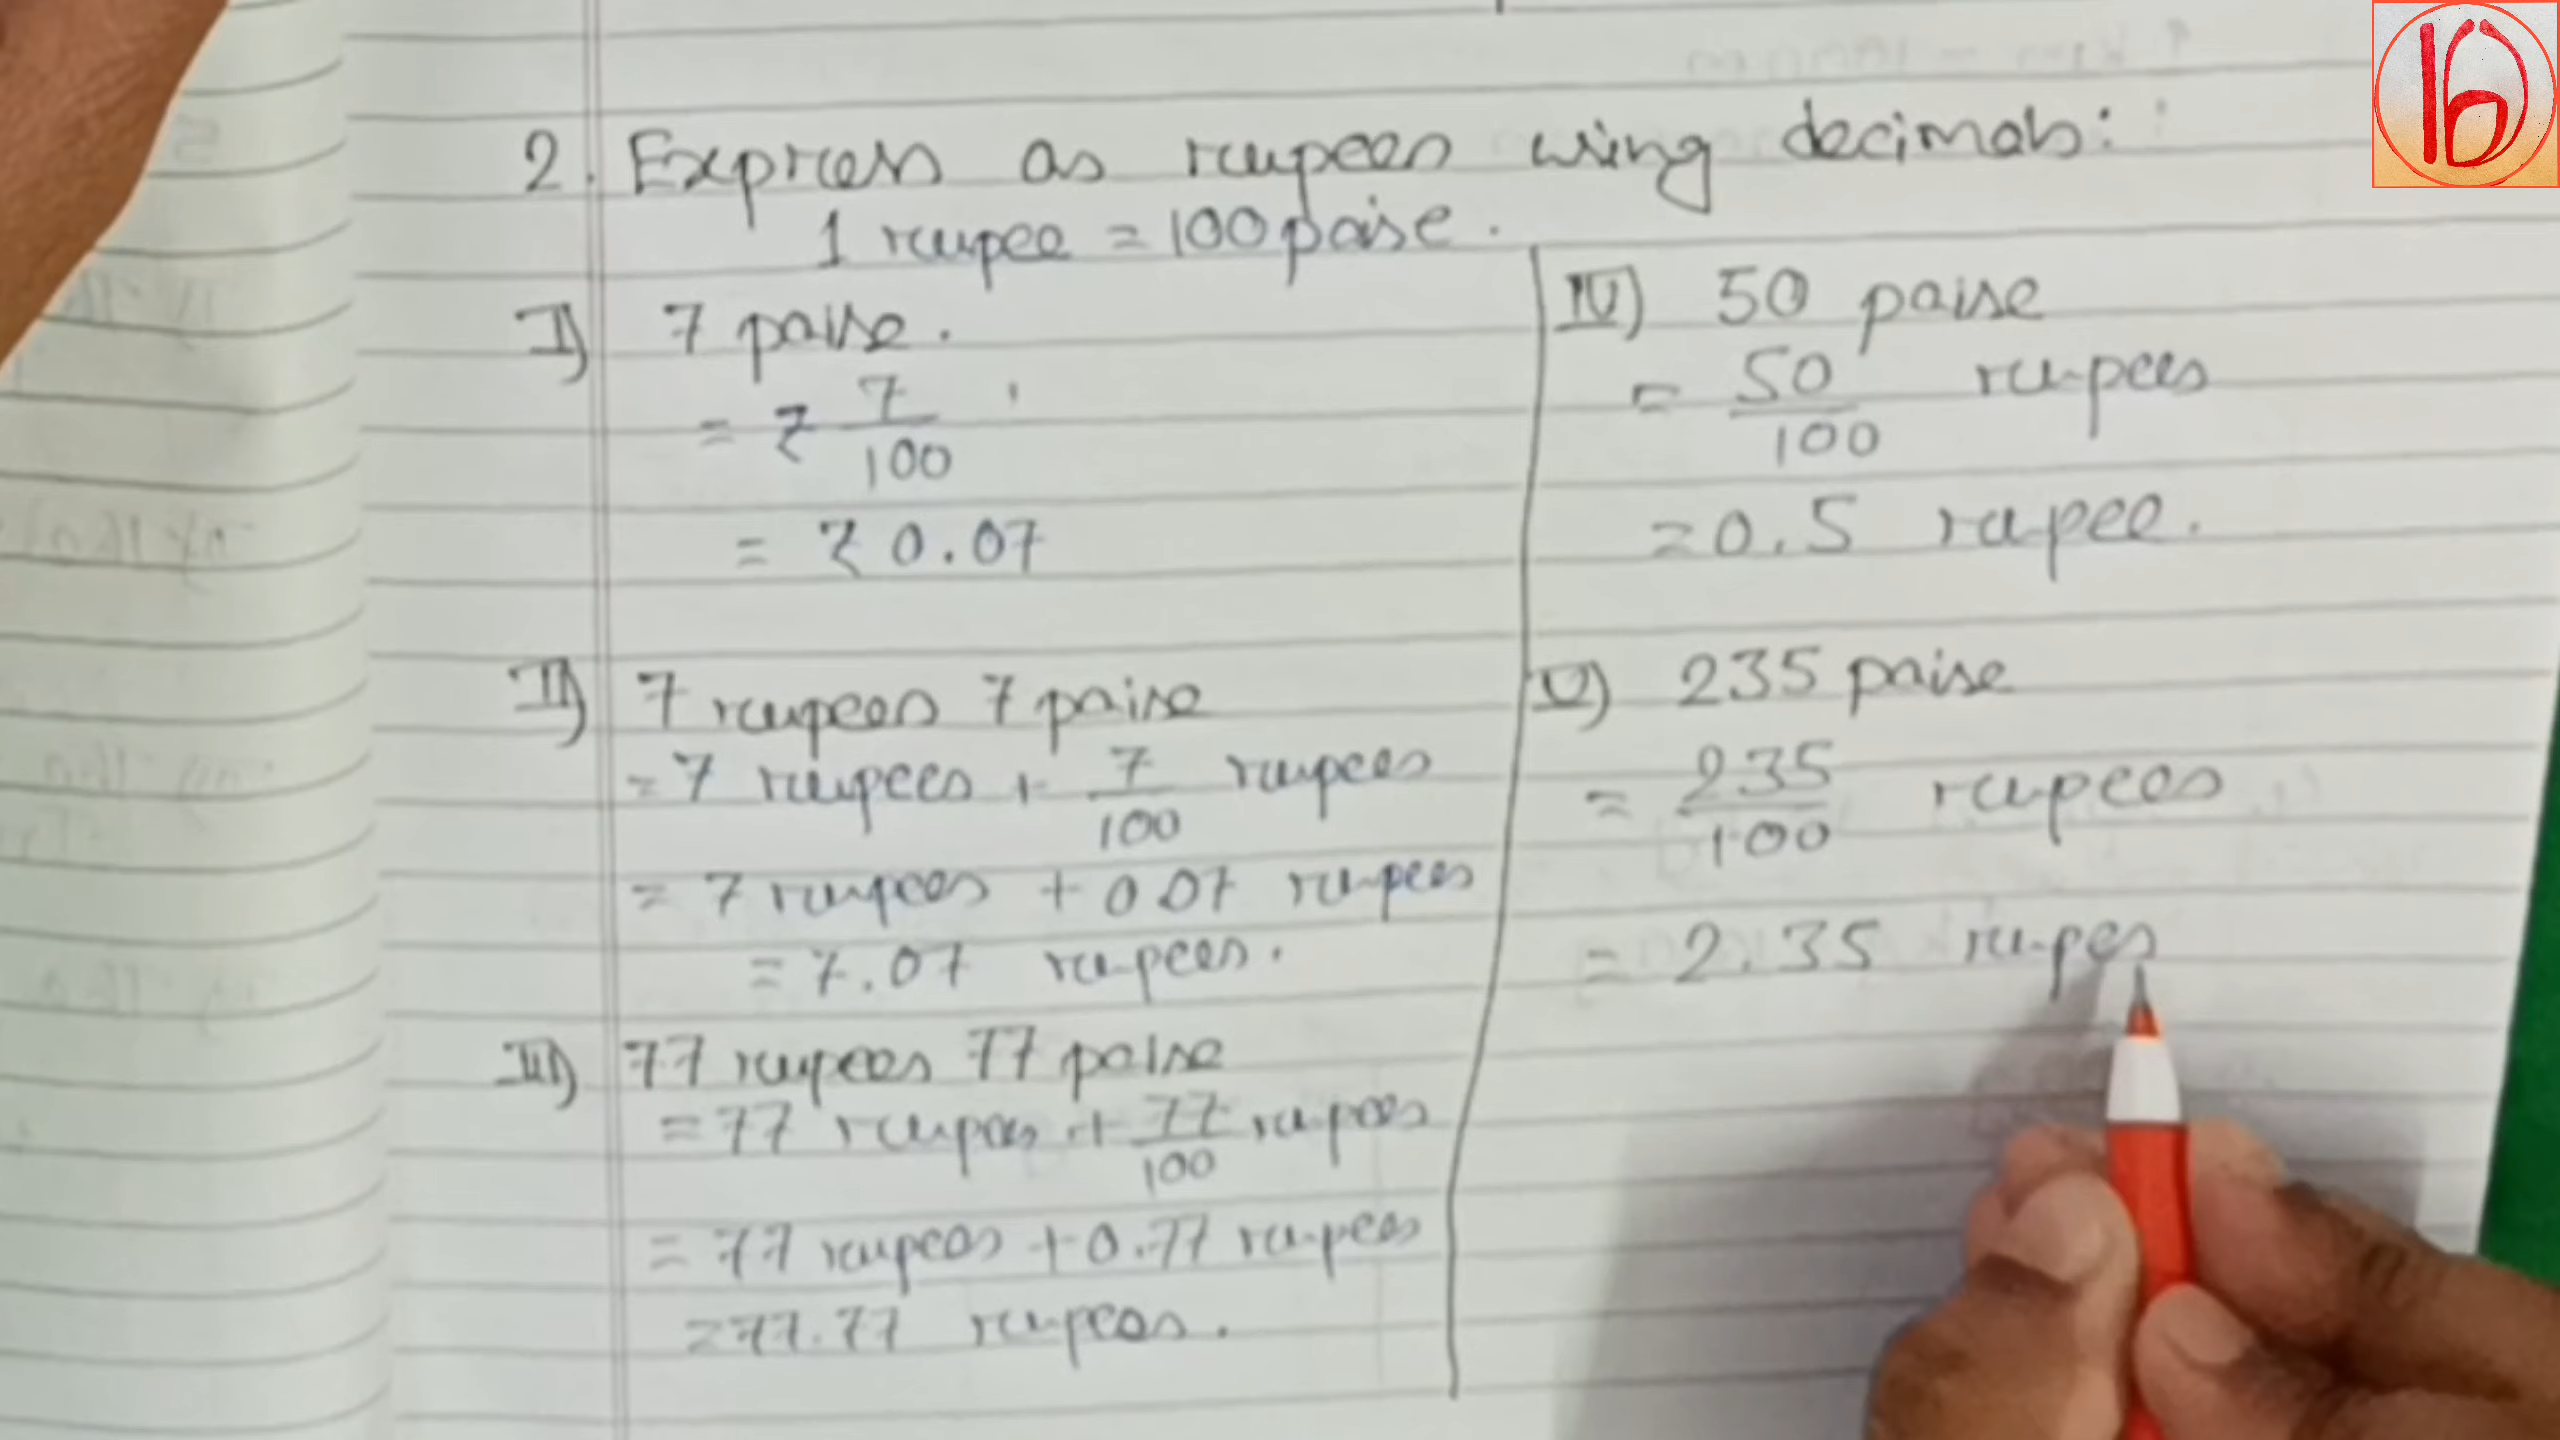 2. Express as rupees using decimals:
1 rupee = 100 paise.
I) 7 paise.
= ₹ 7/100
= ₹ 0.07
II) 7 rupees 7 paise
= 7 rupees + 7/100 rupees
= 7 rupees + 0.07 rupees
= 7.07 rupees.
III) 77 rupees 77 paise
= 77 rupees + 77/100 rupees
= 77 rupees + 0.77 rupees
= 77.77 rupees.
IV) 50 paise
= 50/100 rupees
= 0.5 rupee.
V) 235 paise
= 235/100 rupees
= 2.35 rupes